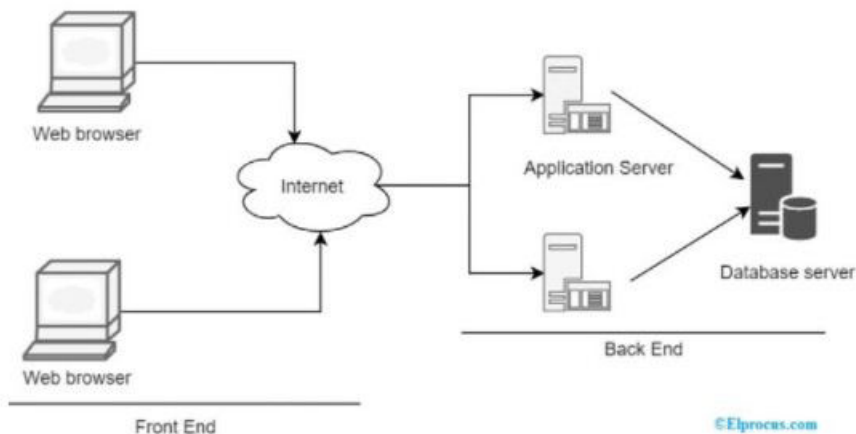 Web browser
Internet
Application Server
Database server
Web browser
Back End
Front End
©Elprocus.com